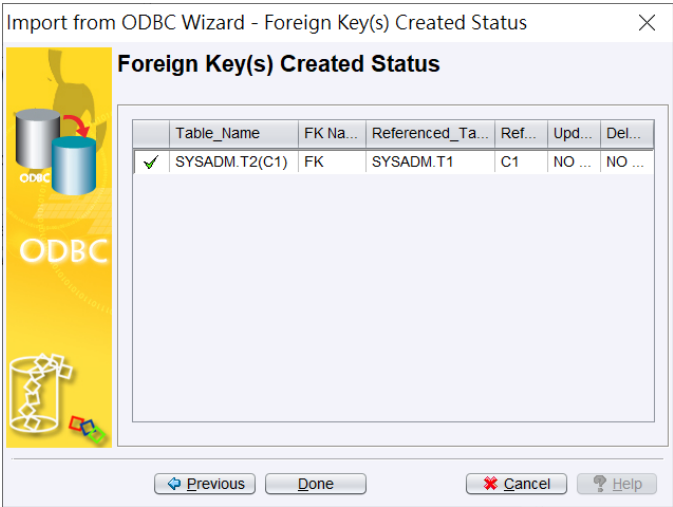 Import from ODBC Wizard - Foreign Key(s) Created Status
Foreign Key(s) Created Status
Table_Name FK Na... Referenced_Ta... Ref... Upd... Del...
SYSADM.T2(C1) FK SYSADM.T1 C1 NO ... NO ...
ODBC
ODBC
Previous Done Cancel Help